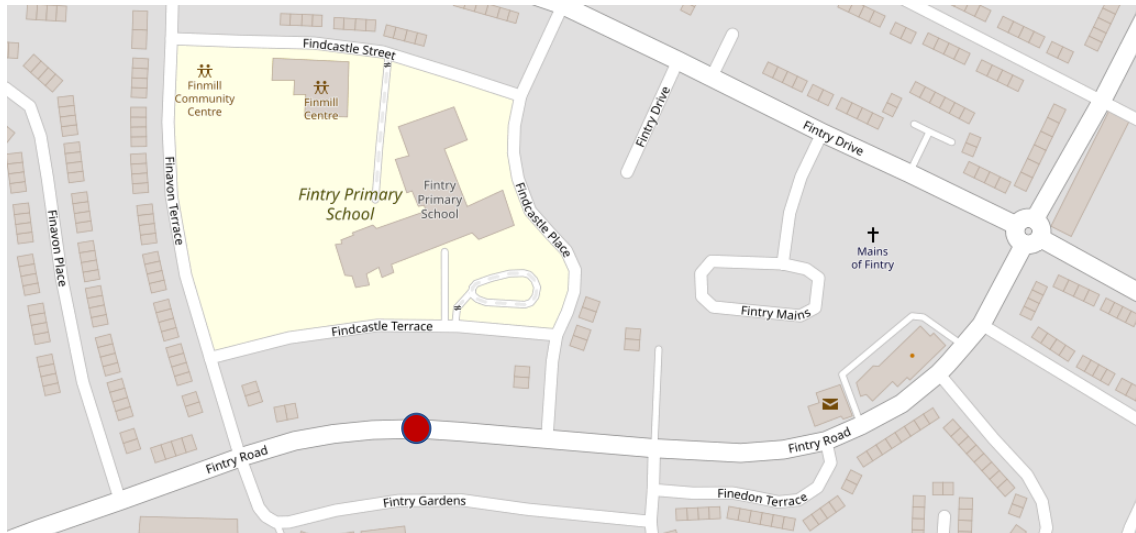 Findcastle Street
Finmill
Community
Centre
Finmill
Centre
Fintry Drive
Fintry Drive
Fintry Primary
School
Fintry
Primary
School
Findcastle Place
Finavon Terrace
Finavon Place
Mains
of Fintry
Fintry Mains
Findcastle Terrace
Fintry Road
Fintry Road
Fintry Gardens
Finedon Terrace